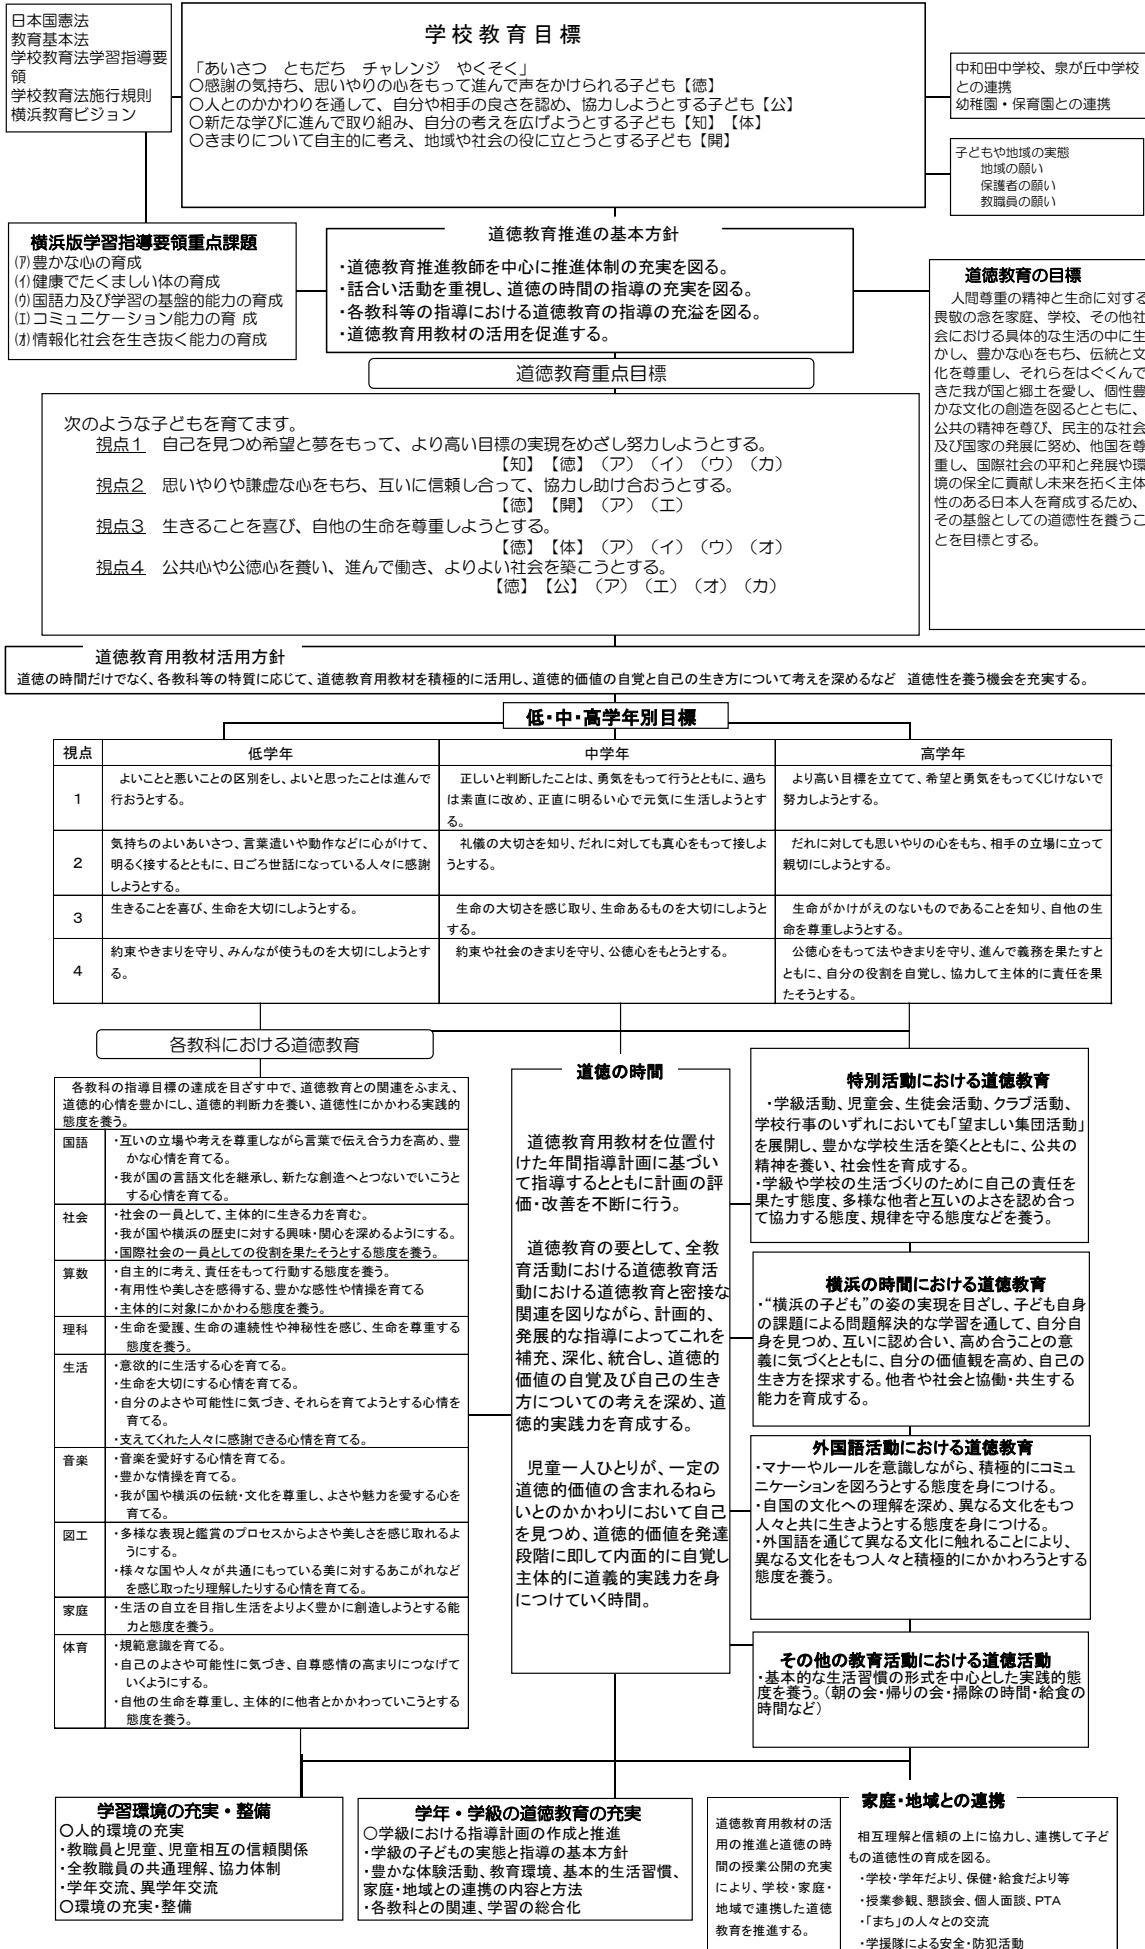 日本国憲法
教育基本法
学校教育法学習指導要
領
学校教育法施行規則
横浜教育ビジョン
学校教育目標
「あいさつ　ともだち　チャレンジ　やくそく」
○感謝の気持ち、思いやりの心をもって進んで声をかけられる子ども【徳】
○人とのかかわりを通して、自分や相手の良さを認め、協力しようとする子ども【公】
○新たな学びに進んで取り組み、自分の考えを広げようとする子ども【知】【体】
○きまりについて自主的に考え、地域や社会の役に立とうとする子ども【開】
中和田中学校、泉が丘中学校
との連携
幼稚園・保育園との連携
子どもや地域の実態
地域の願い
保護者の願い
教職員の願い
横浜版学習指導要領重点課題
(ｱ)豊かな心の育成
(ｲ)健康でたくましい体の育成
(ｳ)国語力及び学習の基盤的能力の育成
(ｴ)コミュニケーション能力の育 成
(ｵ)情報化社会を生き抜く能力の育成
道徳教育推進の基本方針
・道徳教育推進教師を中心に推進体制の充実を図る。
・話合い活動を重視し、道徳の時間の指導の充実を図る。
・各教科等の指導における道徳教育の指導の充溢を図る。
・道徳教育用教材の活用を促進する。
道徳教育の目標
人間尊重の精神と生命に対する
畏敬の念を家庭、学校、その他社
会における具体的な生活の中に生
かし、豊かな心をもち、伝統と文
化を尊重し、それらをはぐくんで
きた我が国と郷土を愛し、個性豊
かな文化の創造を図るとともに、
公共の精神を尊び、民主的な社会
及び国家の発展に努め、他国を尊
重し、国際社会の平和と発展や環
境の保全に貢献し未来を拓く主体
性のある日本人を育成するため、
その基盤としての道徳性を養うこ
とを目標とする。
道徳教育重点目標
次のような子どもを育てます。
視点１　自己を見つめ希望と夢をもって、より高い目標の実現をめざし努力しようとする。
【知】【徳】（ア）（イ）（ウ）（カ）
視点２　思いやりや謙虚な心をもち、互いに信頼し合って、協力し助け合おうとする。
【徳】【開】（ア）（エ）
視点３　生きることを喜び、自他の生命を尊重しようとする。
【徳】【体】（ア）（イ）（ウ）（オ）
視点４　公共心や公徳心を養い、進んで働き、よりよい社会を築こうとする。
【徳】【公】（ア）（エ）（オ）（カ）
道徳教育用教材活用方針
道徳の時間だけでなく、各教科等の特質に応じて、道徳教育用教材を積極的に活用し、道徳的価値の自覚と自己の生き方について考えを深めるなど　道徳性を養う機会を充実する。
低・中・高学年別目標
視点　低学年　中学年　高学年
1
よいことと悪いことの区別をし、よいと思ったことは進んで
行おうとする。
正しいと判断したことは、勇気をもって行うとともに、過ち
は素直に改め、正直に明るい心で元気に生活しようとす
る。
より高い目標を立てて、希望と勇気をもってくじけないで
努力しようとする。
2
気持ちのよいあいさつ、言葉遣いや動作などに心がけて、
明るく接するとともに、日ごろ世話になっている人々に感謝
しようとする。
礼儀の大切さを知り、だれに対しても真心をもって接しよ
うとする。
だれに対しても思いやりの心をもち、相手の立場に立って
親切にしようとする。
3
生きることを喜び、生命を大切にしようとする。
生命の大切さを感じ取り、生命あるものを大切にしようと
する。
生命がかけがえのないものであることを知り、自他の生
命を尊重しようとする。
4
約束やきまりを守り、みんなが使うものを大切にしようとす
る。
約束や社会のきまりを守り、公徳心をもとうとする。
公徳心をもって法やきまりを守り、進んで義務を果たすと
ともに、自分の役割を自覚し、協力して主体的に責任を果
たそうとする。
各教科における道徳教育
各教科の指導目標の達成を目ざす中で、道徳教育との関連をふまえ、
道徳的心情を豊かにし、道徳的判断力を養い、道徳性にかかわる実践的
態度を養う。
国語
・互いの立場や考えを尊重しながら言葉で伝え合う力を高め、豊
かな心情を育てる。
・我が国の言語文化を継承し、新たな創造へとつないでいこうと
する心情を育てる。
社会
・社会の一員として、主体的に生きる力を育む。
・我が国や横浜の歴史に対する興味・関心を深めるようにする。
・国際社会の一員としての役割を果たそうとする態度を養う。
算数
・自主的に考え、責任をもって行動する態度を養う。
・有用性や美しさを感得する、豊かな感性や情操を育てる
・主体的に対象にかかわる態度を養う。
理科
・生命を愛護、生命の連続性や神秘性を感じ、生命を尊重する
態度を養う。
生活
・意欲的に生活する心を育てる。
・生命を大切にする心情を育てる。
・自分のよさや可能性に気づき、それらを育てようとする心情を
育てる。
・支えてくれた人々に感謝できる心情を育てる。
音楽
・音楽を愛好する心情を育てる。
・豊かな情操を育てる。
・我が国や横浜の伝統・文化を尊重し、よさや魅力を愛する心を
育てる。
図工
・多様な表現と鑑賞のプロセスからよさや美しさを感じ取れるよ
うにする。
・様々な国や人々が共通にもっている美に対するあこがれなど
を感じ取ったり理解したりする心情を育てる。
家庭
・生活の自立を目指し生活をよりよく豊かに創造しようとする能
力と態度を養う。
体育
・規範意識を育てる。
・自己のよさや可能性に気づき、自尊感情の高まりにつなげて
いくようにする。
・自他の生命を尊重し、主体的に他者とかかわっていこうとする
態度を養う。
道徳の時間
道徳教育用教材を位置付
けた年間指導計画に基づい
て指導するとともに計画の評
価・改善を不断に行う。
道徳教育の要として、全教
育活動における道徳教育活
動における道徳教育と密接な
関連を図りながら、計画的、
発展的な指導によってこれを
補充、深化、統合し、道徳的
価値の自覚及び自己の生き
方についての考えを深め、道
徳的実践力を育成する。
児童一人ひとりが、一定の
道徳的価値の含まれるねら
いとのかかわりにおいて自己
を見つめ、道徳的価値を発達
段階に即して内面的に自覚し
主体的に道義的実践力を身
につけていく時間。
特別活動における道徳教育
・学級活動、児童会、生徒会活動、クラブ活動、
学校行事のいずれにおいても「望ましい集団活動」
を展開し、豊かな学校生活を築くとともに、公共の
精神を養い、社会性を育成する。
・学級や学校の生活づくりのために自己の責任を
果たす態度、多様な他者と互いのよさを認め合っ
て協力する態度、規律を守る態度などを養う。
横浜の時間における道徳教育
・“横浜の子ども”の姿の実現を目ざし、子ども自身
の課題による問題解決的な学習を通して、自分自
身を見つめ、互いに認め合い、高め合うことの意
義に気づくとともに、自分の価値観を高め、自己の
生き方を探求する。他者や社会と協働・共生する
能力を育成する。
外国語活動における道徳教育
・マナーやルールを意識しながら、積極的にコミュ
ニケーションを図ろうとする態度を身につける。
・自国の文化への理解を深め、異なる文化をもつ
人々と共に生きようとする態度を身につける。
・外国語を通じて異なる文化に触れることにより、
異なる文化をもつ人々と積極的にかかわろうとする
態度を養う。
その他の教育活動における道徳活動
・基本的な生活習慣の形式を中心とした実践的態
度を養う。（朝の会・帰りの会・掃除の時間・給食の
時間など）
学習環境の充実・整備
○人的環境の充実
・教職員と児童、児童相互の信頼関係
・全教職員の共通理解、協力体制
・学年交流、異学年交流
○環境の充実・整備
学年・学級の道徳教育の充実
○学級における指導計画の作成と推進
・学級の子どもの実態と指導の基本方針
・豊かな体験活動、教育環境、基本的生活習慣、
家庭・地域との連携の内容と方法
・各教科との関連、学習の総合化
道徳教育用教材の活
用の推進と道徳の時
間の授業公開の充実
により、学校・家庭・
地域で連携した道徳
教育を推進する。
家庭・地域との連携
相互理解と信頼の上に協力し、連携して子ど
もの道徳性の育成を図る。
・学校・学年だより、保健・給食だより等
・授業参観、懇談会、個人面談、PTA
・「まち」の人々との交流
・学援隊による安全・防犯活動